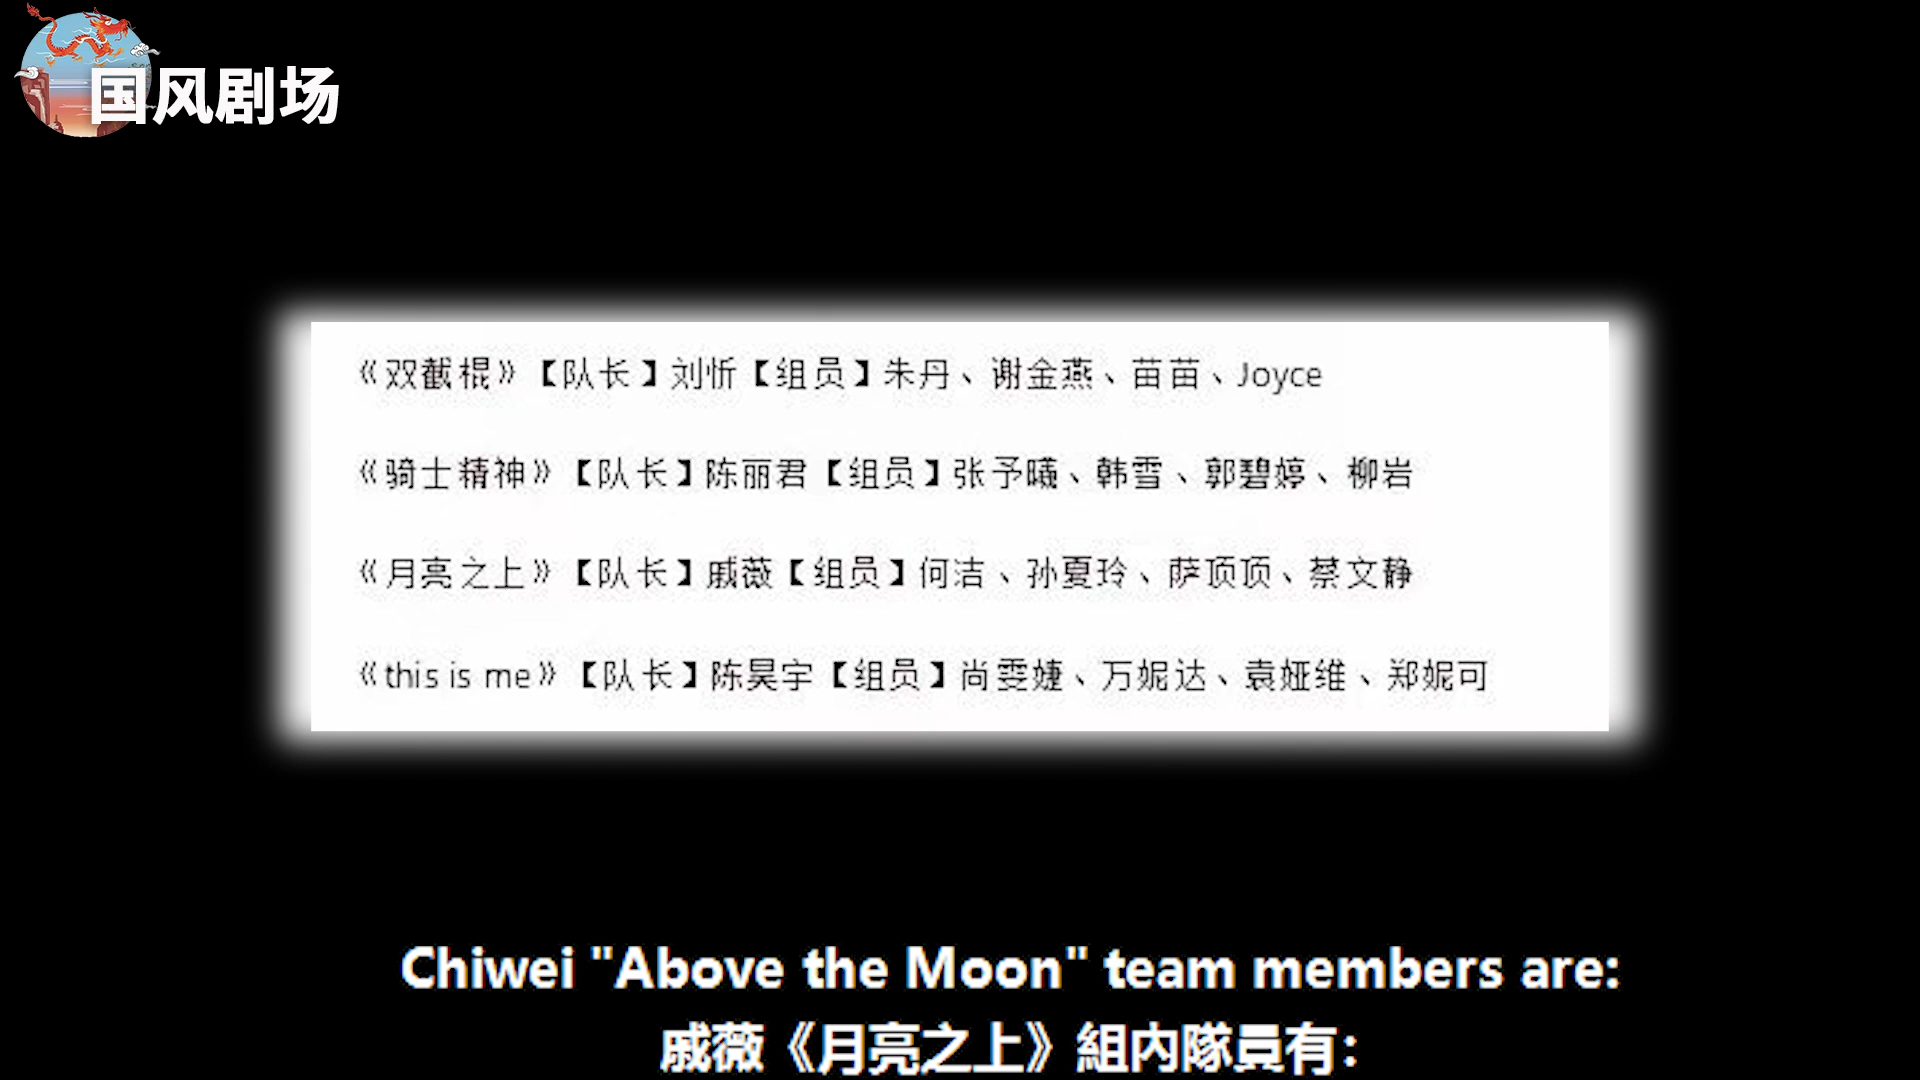 国风剧场
《双截棍》【队长】刘忻【组员】朱丹、谢金燕、苗苗、Joyce
《骑士精神》【队长】陈丽君【组员】张予曦、韩雪、郭碧婷、柳岩
《月亮之上》【队长】戚薇【组员】何洁、孙夏玲、萨顶顶、蔡文静
《this is me》【队长】陈昊宇【组员】尚雯婕、万妮达、袁娅维、郑妮可
Chiwei "Above the Moon" team members are:
戚薇《月亮之上》組內隊員有：